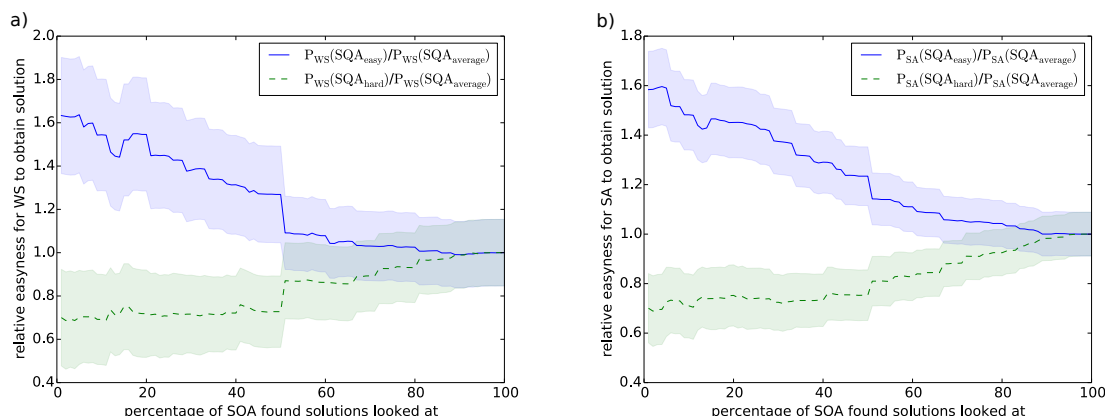 a)
2.0
1.8
1.6
1.4
1.2
1.0
0.8
0.6
0.4
relative easyness for WS to obtain solution
P_WS(SQA_easy)/P_WS(SQA_average)
P_WS(SQA_hard)/P_WS(SQA_average)
0 20 40 60 80 100
percentage of SQA found solutions looked at
b)
1.8
1.6
1.4
1.2
1.0
0.8
0.6
0.4
relative easyness for SA to obtain solution
P_SA(SQA_easy)/P_SA(SQA_average)
P_SA(SQA_hard)/P_SA(SQA_average)
0 20 40 60 80 100
percentage of SQA found solutions looked at